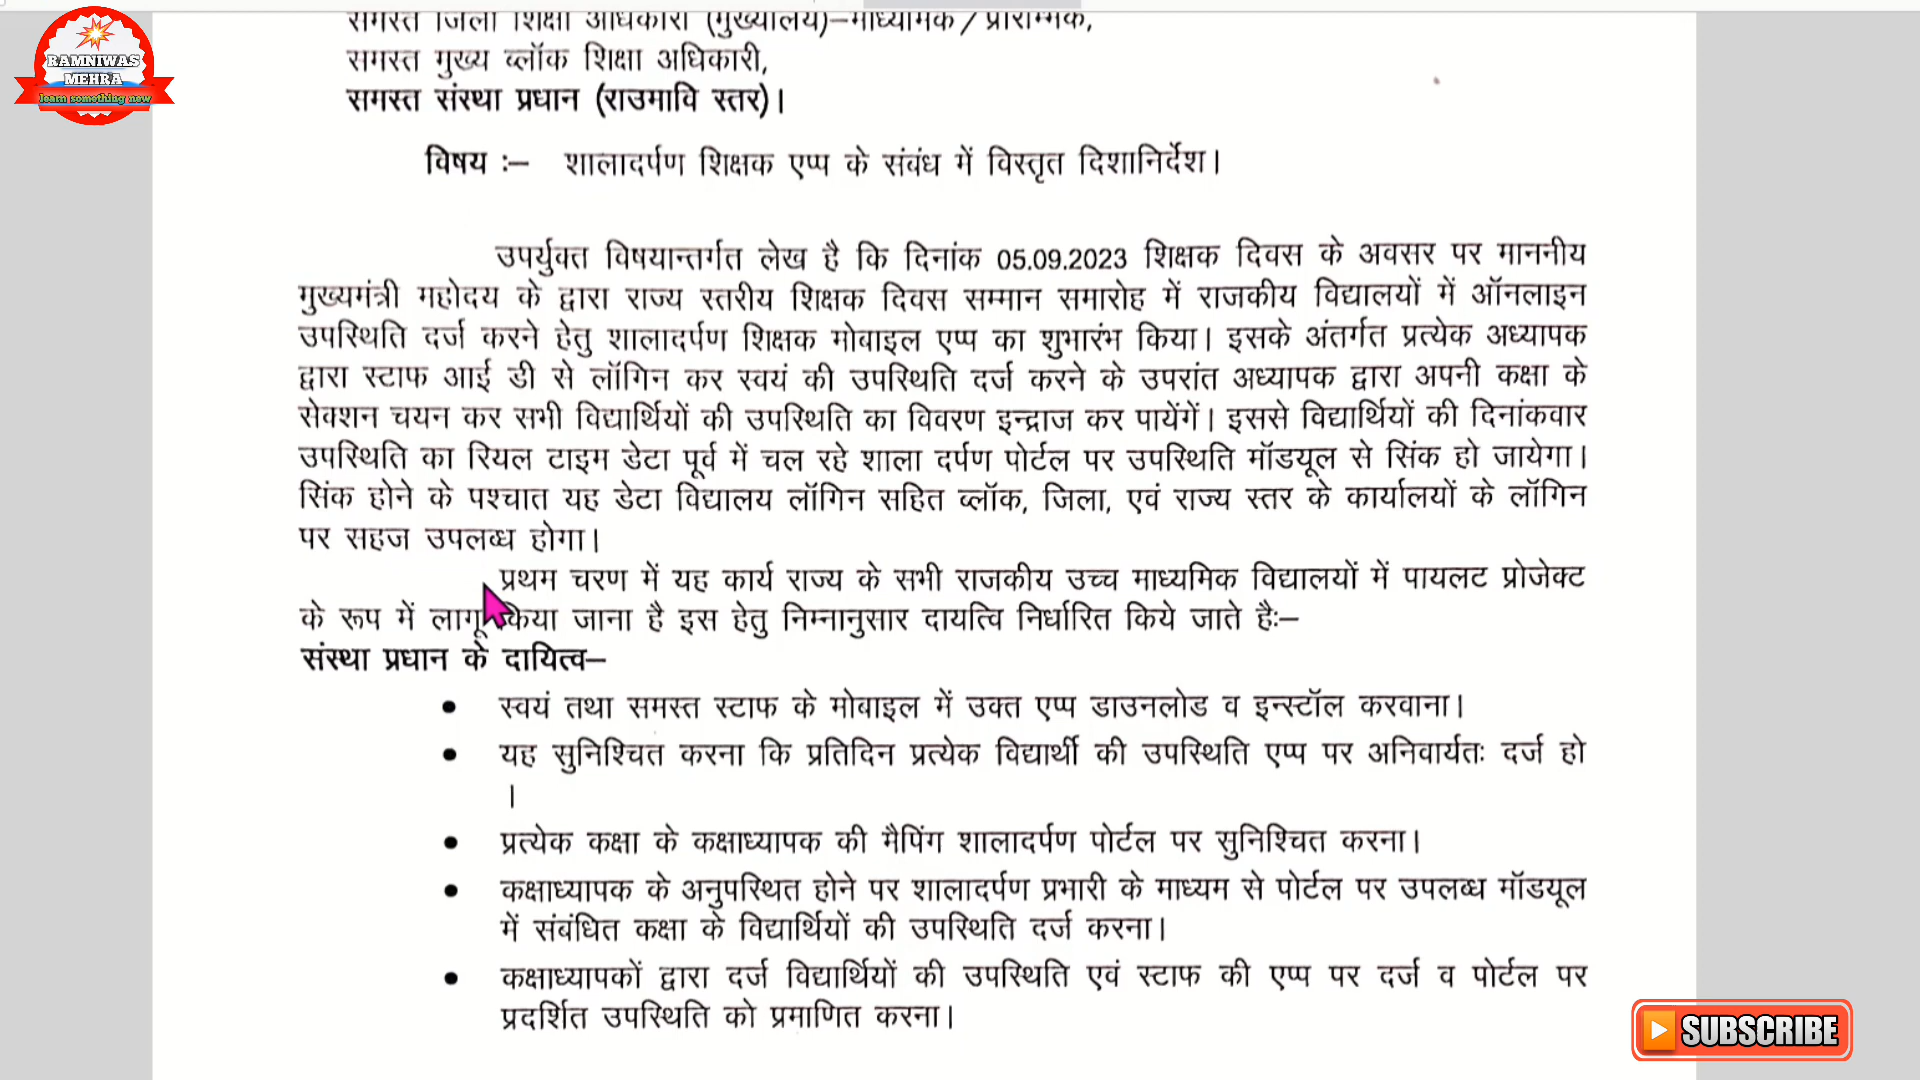 समस्त जिला शिक्षा अधिकारी (मुख्यालय)–माध्यमिक/प्रारम्भिक,
RAMNIWAS
MEHRA
learn something new
समस्त मुख्य ब्लॉक शिक्षा अधिकारी,
समस्त संस्था प्रधान (राउमावि स्तर)।
विषय :– शालादर्पण शिक्षक एप्प के संबंध में विस्तृत दिशानिर्देश।
उपर्युक्त विषयान्तर्गत लेख है कि दिनांक 05.09.2023 शिक्षक दिवस के अवसर पर माननीय
मुख्यमंत्री महोदय के द्वारा राज्य स्तरीय शिक्षक दिवस सम्मान समारोह में राजकीय विद्यालयों में ऑनलाइन
उपस्थिति दर्ज करने हेतु शालादर्पण शिक्षक मोबाइल एप्प का शुभारंभ किया। इसके अंतर्गत प्रत्येक अध्यापक
द्वारा स्टाफ आई डी से लॉगिन कर स्वयं की उपस्थिति दर्ज करने के उपरांत अध्यापक द्वारा अपनी कक्षा के
सेक्शन चयन कर सभी विद्यार्थियों की उपस्थिति का विवरण इन्द्राज कर पायेंगें। इससे विद्यार्थियों की दिनांकवार
उपस्थिति का रियल टाइम डेटा पूर्व में चल रहे शाला दर्पण पोर्टल पर उपस्थिति मॉडयूल से सिंक हो जायेगा।
सिंक होने के पश्चात यह डेटा विद्यालय लॉगिन सहित ब्लॉक, जिला, एवं राज्य स्तर के कार्यालयों के लॉगिन
पर सहज उपलब्ध होगा।
प्रथम चरण में यह कार्य राज्य के सभी राजकीय उच्च माध्यमिक विद्यालयों में पायलट प्रोजेक्ट
के रूप में लागू किया जाना है इस हेतु निम्नानुसार दायत्वि निर्धारित किये जाते हैः–
संस्था प्रधान के दायित्व–
• स्वयं तथा समस्त स्टाफ के मोबाइल में उक्त एप्प डाउनलोड व इन्स्टॉल करवाना।
• यह सुनिश्चित करना कि प्रतिदिन प्रत्येक विद्यार्थी की उपस्थिति एप्प पर अनिवार्यतः दर्ज हो
।
• प्रत्येक कक्षा के कक्षाध्यापक की मैपिंग शालादर्पण पोर्टल पर सुनिश्चित करना।
• कक्षाध्यापक के अनुपस्थित होने पर शालादर्पण प्रभारी के माध्यम से पोर्टल पर उपलब्ध मॉडयूल
में संबंधित कक्षा के विद्यार्थियों की उपस्थिति दर्ज करना।
• कक्षाध्यापकों द्वारा दर्ज विद्यार्थियों की उपस्थिति एवं स्टाफ की एप्प पर दर्ज व पोर्टल पर
प्रदर्शित उपस्थिति को प्रमाणित करना।
SUBSCRIBE